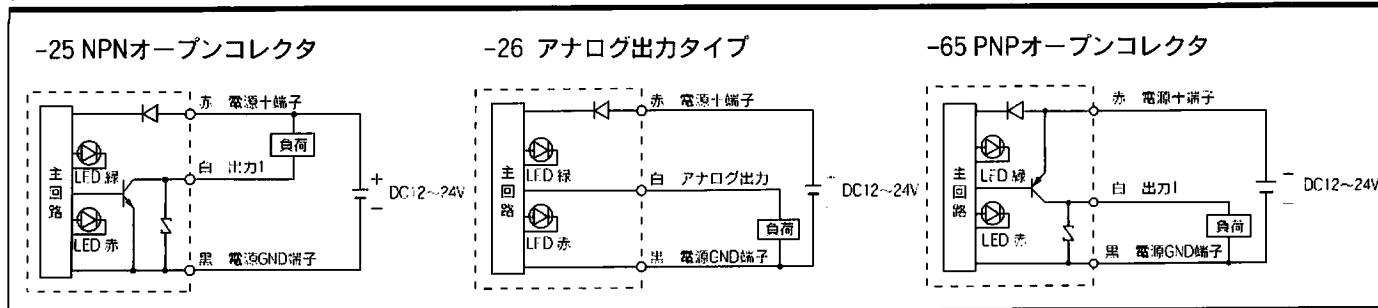 -25 NPNオープンコレクタ
赤 電源+端子
負荷
主回路
LED 緑
白 出力1
LED 赤
黒 電源GND端子
+
−
DC12〜24V
-26 アナログ出力タイプ
赤 電源+端子
主回路
LED 緑
白 アナログ出力
負荷
LED 赤
黒 電源GND端子
DC12〜24V
-65 PNPオープンコレクタ
赤 電源+端子
主回路
LED 緑
白 出力1
負荷
LED 赤
黒 電源GND端子
DC12〜24V